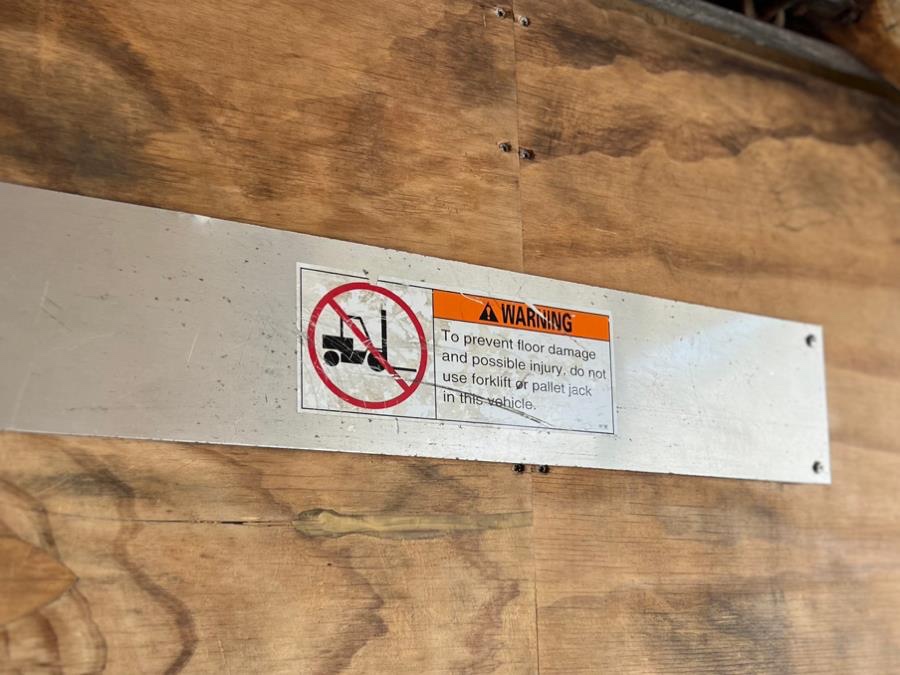 WARNING
To prevent floor damage
and possible injury, do not
use forklift or pallet jack
in this vehicle.